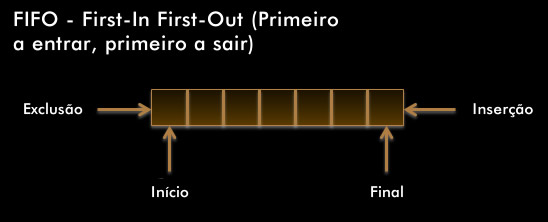 FIFO - First-In First-Out (Primeiro
a entrar, primeiro a sair)
Exclusão
Inserção
Início
Final